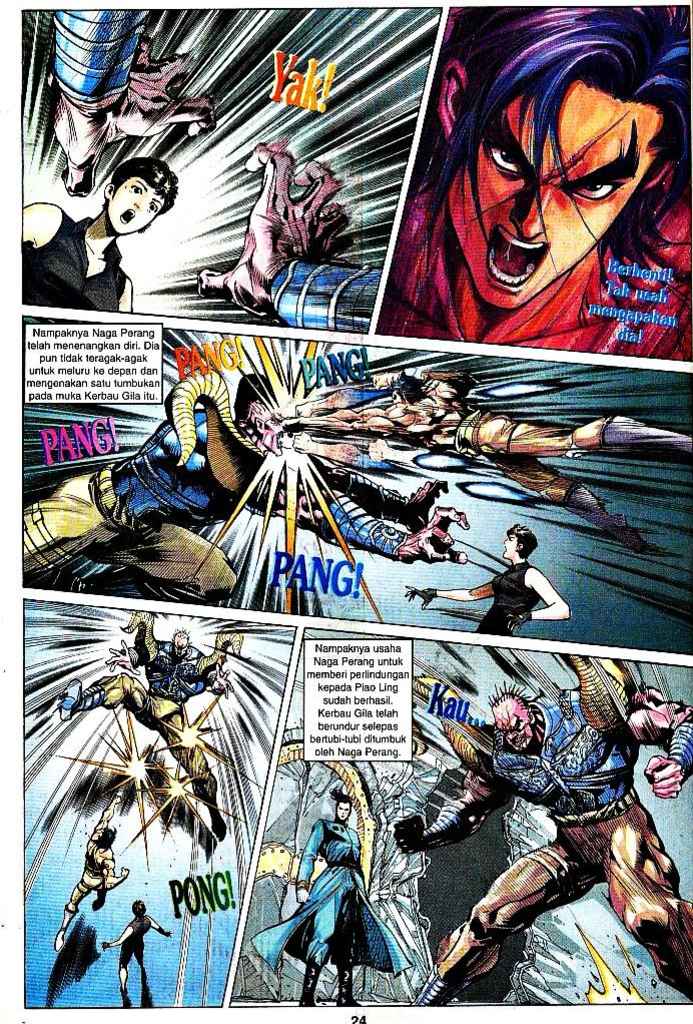 Yak!
Berhenti!
Tak usah
mengapakan
dia!
Nampaknya Naga Perang
telah menenangkan diri. Dia
pun tidak teragak-agak
untuk meluru ke depan dan
mengenakan satu tumbukan
pada muka Kerbau Gila itu.
PANG!
PANG!
PANG!
PANG!
PONG!
Nampaknya usaha
Naga Perang untuk
memberi perlindungan
kepada Piao Ling
sudah berhasil.
Kerbau Gila telah
berundur selepas
bertubi-tubi ditumbuk
oleh Naga Perang.
Kau...
24